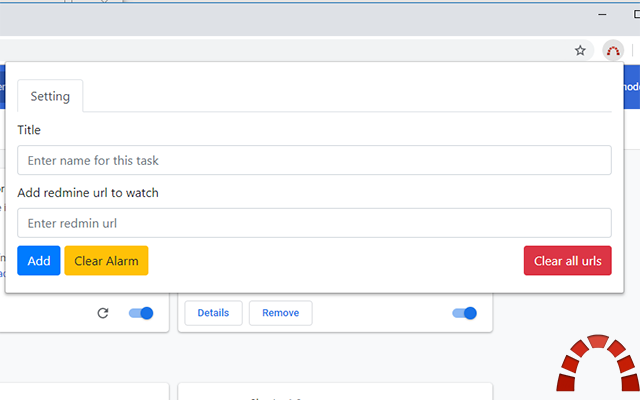 Setting
Title
Enter name for this task
Add redmine url to watch
Enter redmin url
Add Clear Alarm Clear all urls
Details Remove